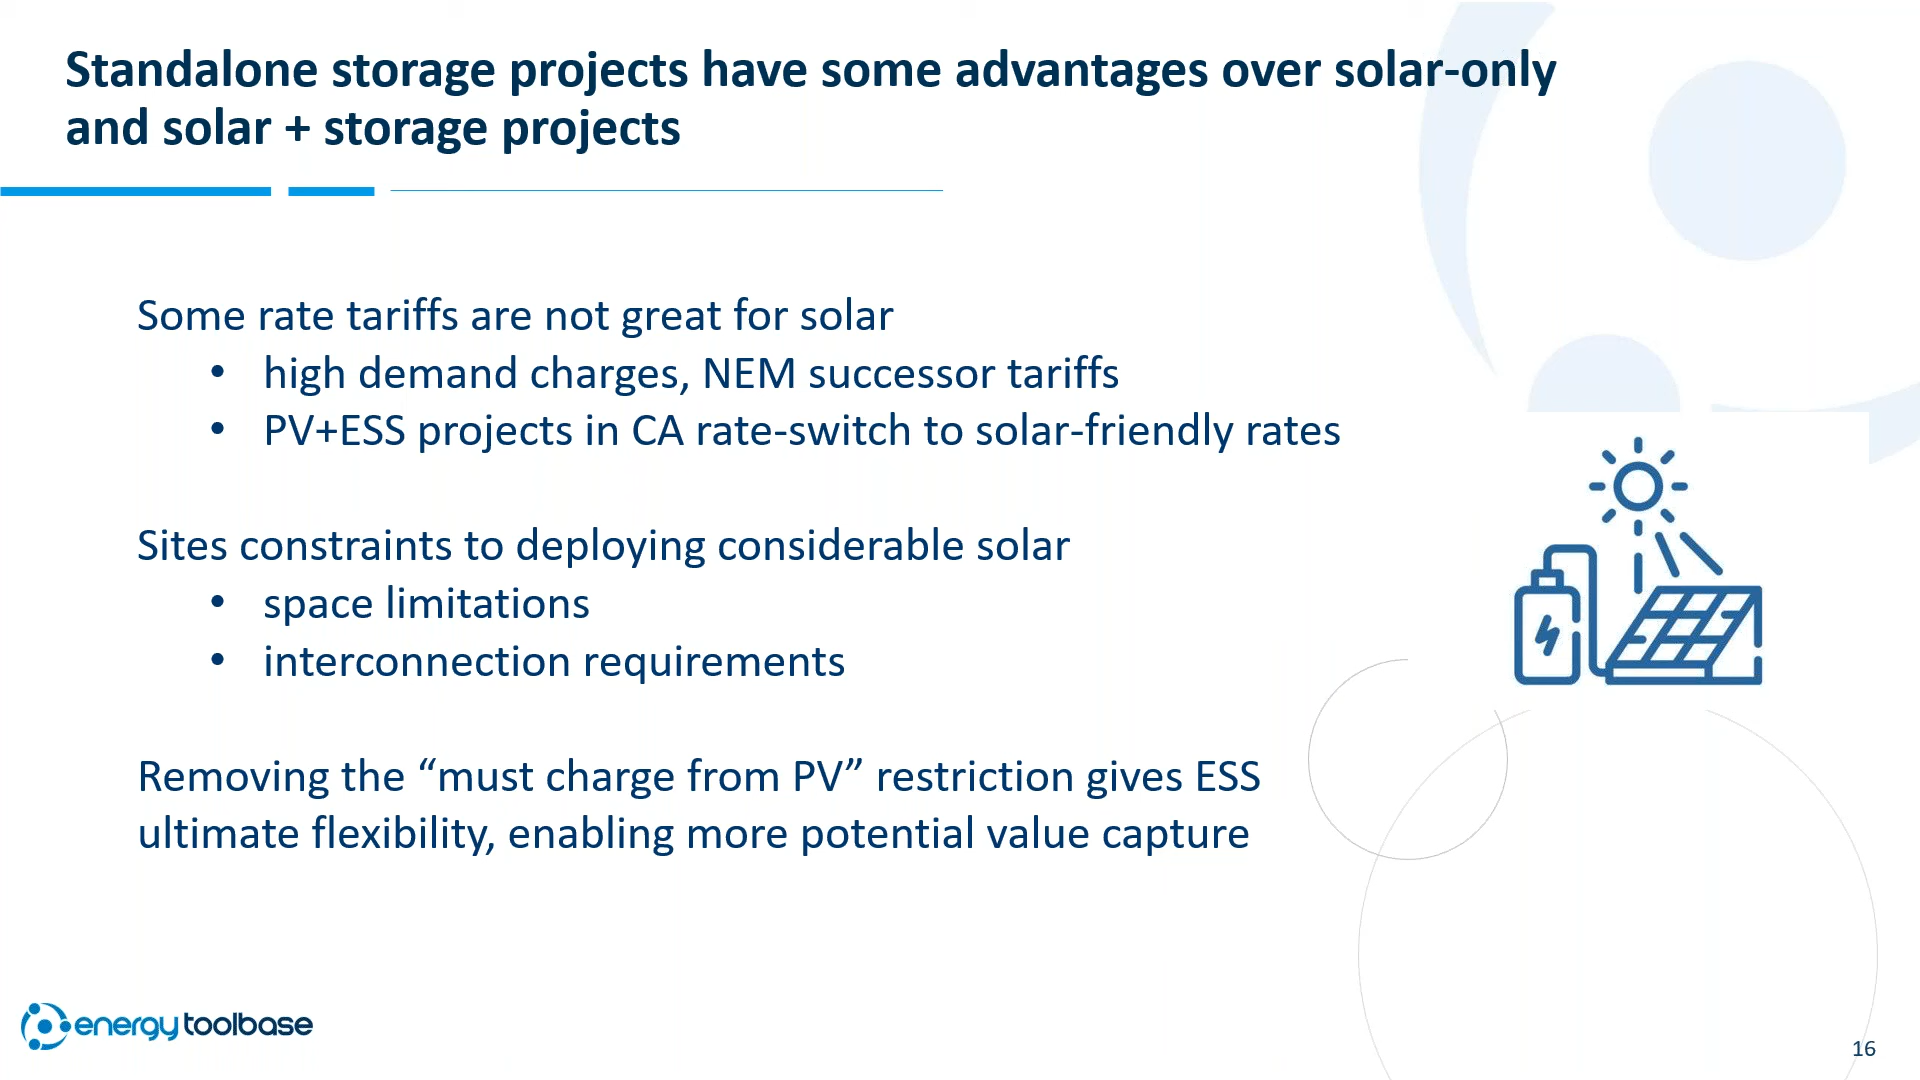 Standalone storage projects have some advantages over solar-only
and solar + storage projects
Some rate tariffs are not great for solar
• high demand charges, NEM successor tariffs
• PV+ESS projects in CA rate-switch to solar-friendly rates
Sites constraints to deploying considerable solar
• space limitations
• interconnection requirements
Removing the “must charge from PV” restriction gives ESS
ultimate flexibility, enabling more potential value capture
energy toolbase
16